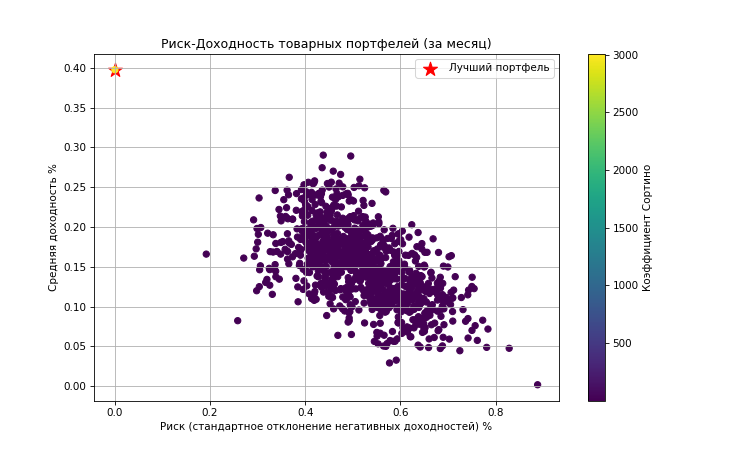 Риск-Доходность товарных портфелей (за месяц)
Лучший портфель
Средняя доходность %
0.40
0.35
0.30
0.25
0.20
0.15
0.10
0.05
0.00
0.0 0.2 0.4 0.6 0.8
Риск (стандартное отклонение негативных доходностей) %
3000
2500
2000
1500
1000
500
Коэффициент Сортино